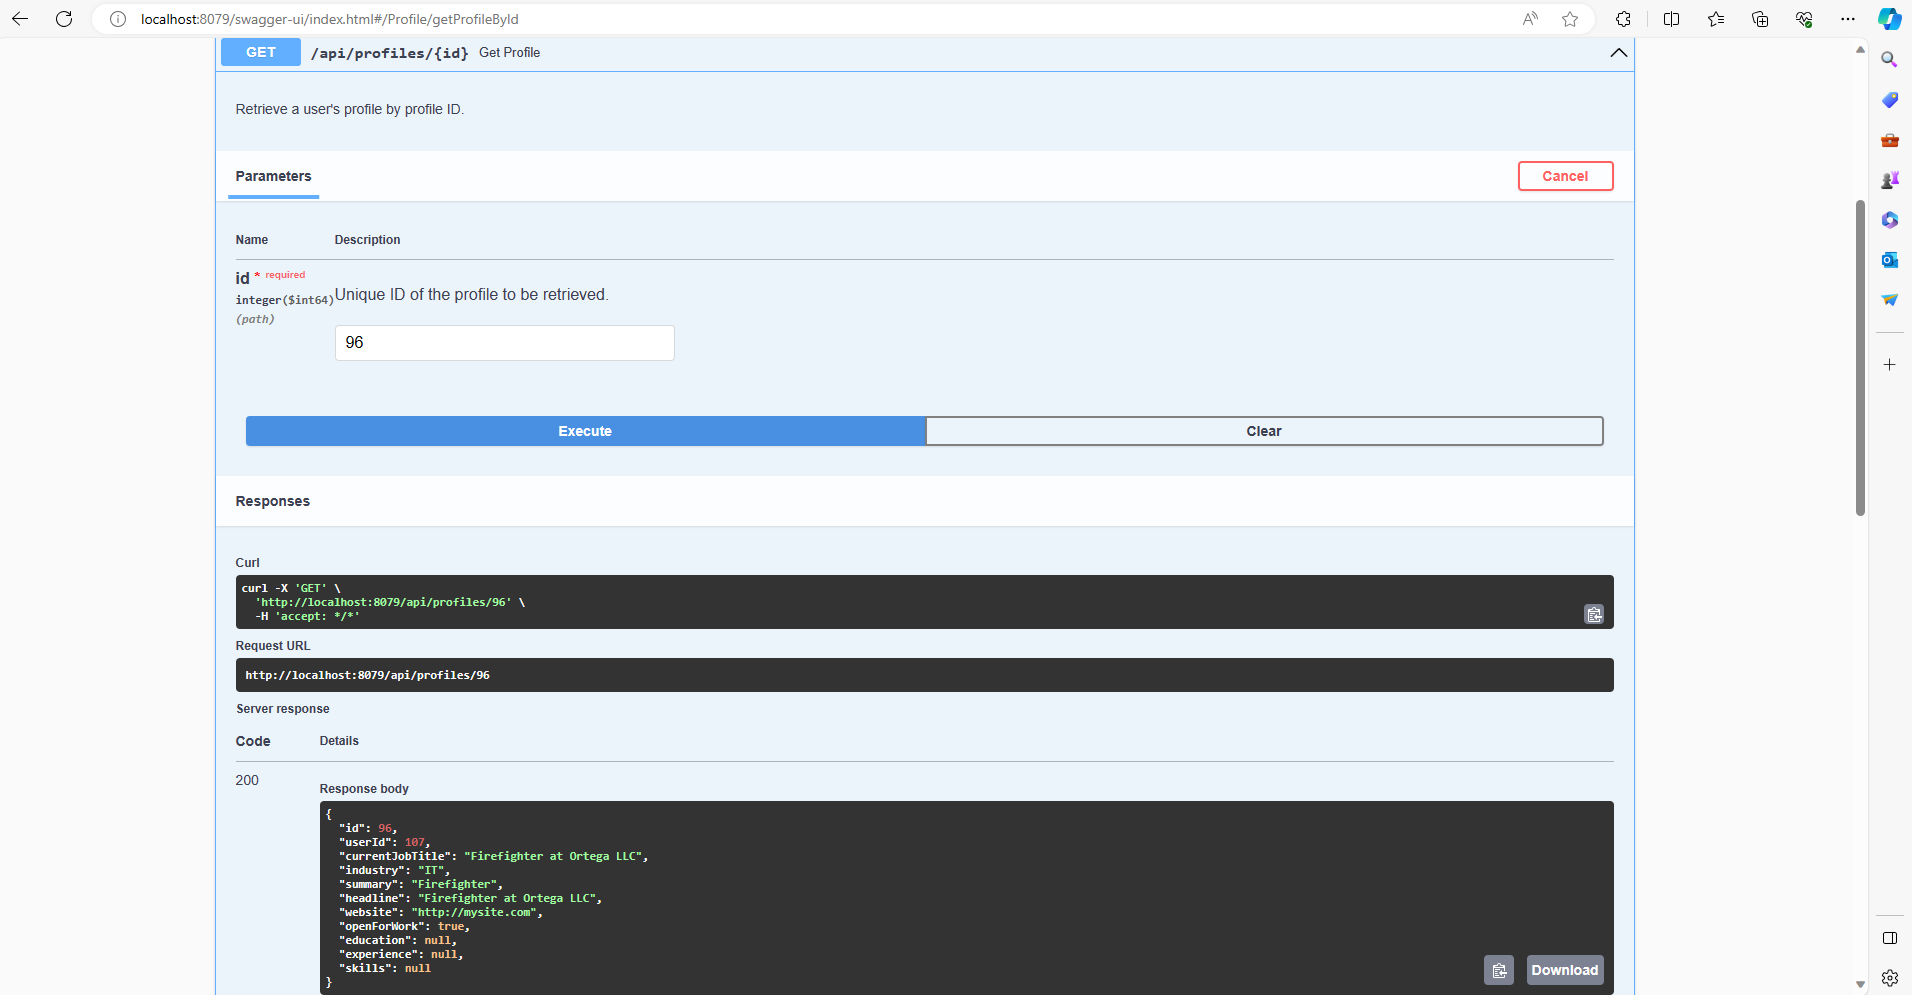 localhost:8079/swagger-ui/index.html#/Profile/getProfileById
GET /api/profiles/{id} Get Profile
Retrieve a user's profile by profile ID.
Parameters
Cancel
Name Description
id * required
integer($int64)
(path)
Unique ID of the profile to be retrieved.
96
Execute Clear
Responses
Curl
curl -X 'GET' \
'http://localhost:8079/api/profiles/96' \
-H 'accept: */*'
Request URL
http://localhost:8079/api/profiles/96
Server response
Code Details
200
Response body
{
"id": 96,
"userId": 107,
"currentJobTitle": "Firefighter at Ortega LLC",
"industry": "IT",
"summary": "Firefighter",
"headline": "Firefighter at Ortega LLC",
"website": "http://mysite.com",
"openForWork": true,
"education": null,
"experience": null,
"skills": null
}
Download